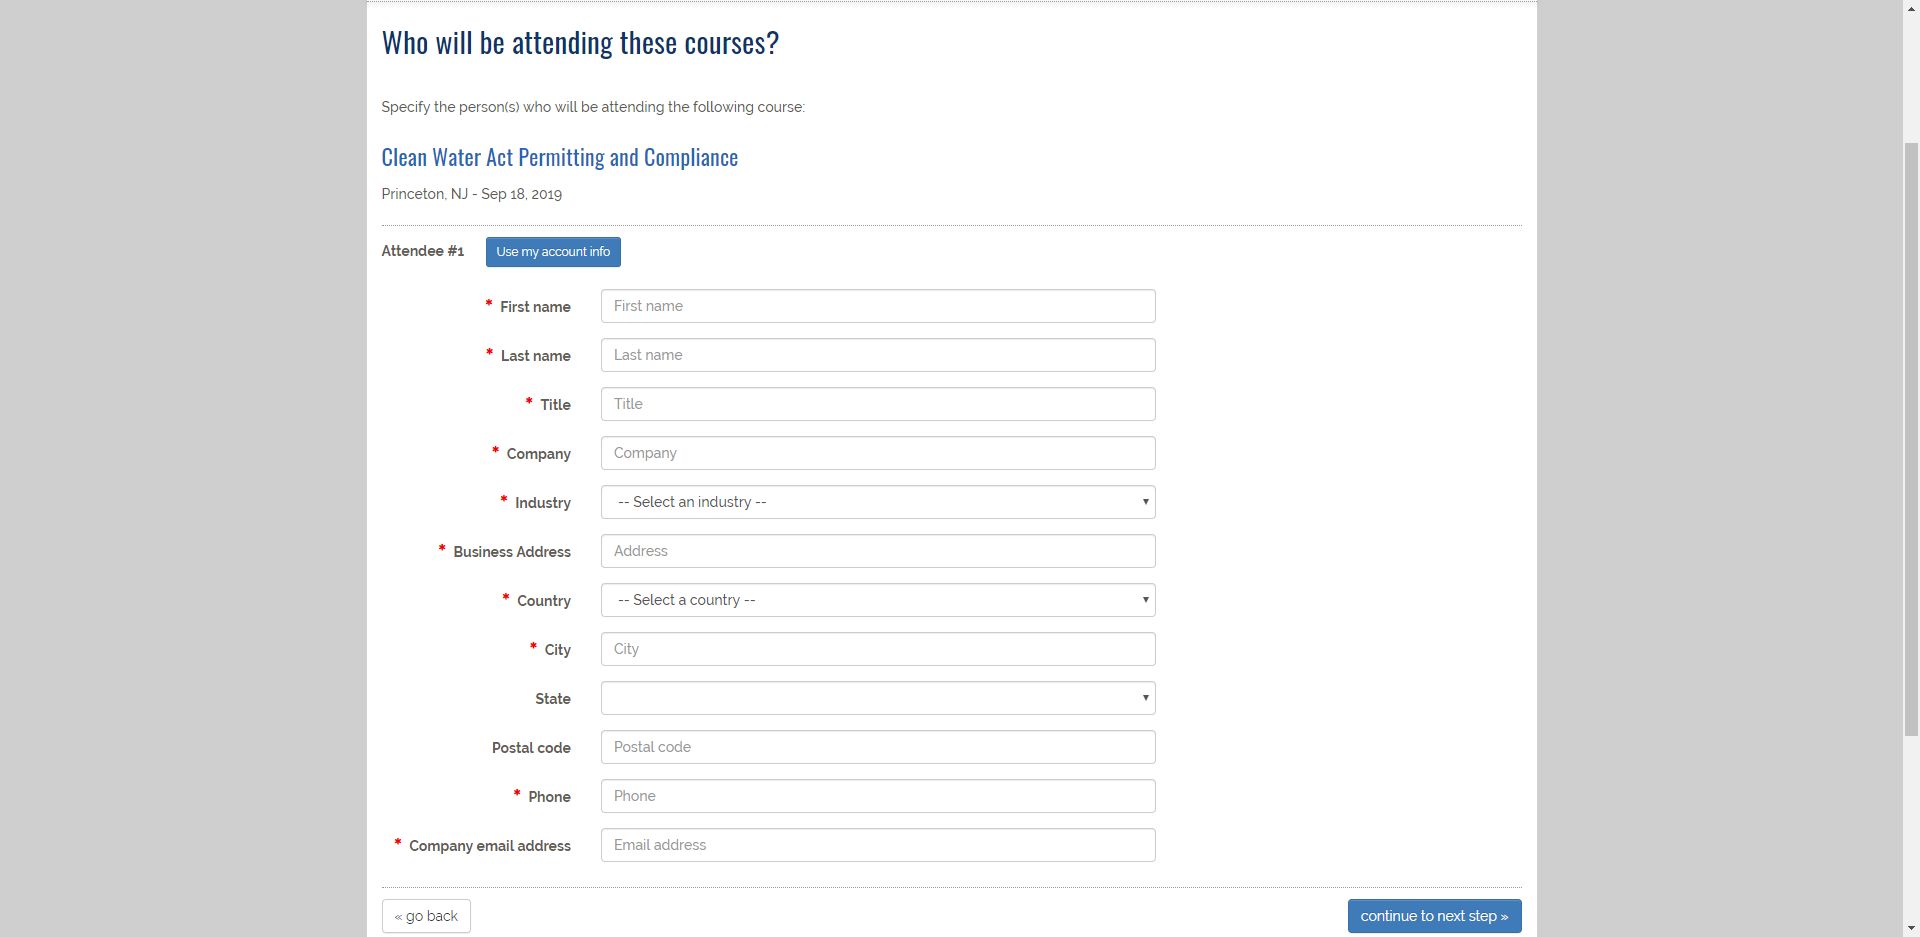 Who will be attending these courses?
Specify the person(s) who will be attending the following course:
Clean Water Act Permitting and Compliance
Princeton, NJ - Sep 18, 2019
Attendee #1 Use my account info
* First name First name
* Last name Last name
* Title Title
* Company Company
* Industry -- Select an industry --
* Business Address Address
* Country -- Select a country --
* City City
State
Postal code Postal code
* Phone Phone
* Company email address Email address
« go back continue to next step »